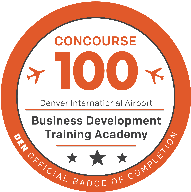 CONCOURSE
100
Denver International Airport
Business Development
Training Academy
DEN OFFICIAL BADGE OF COMPLETION